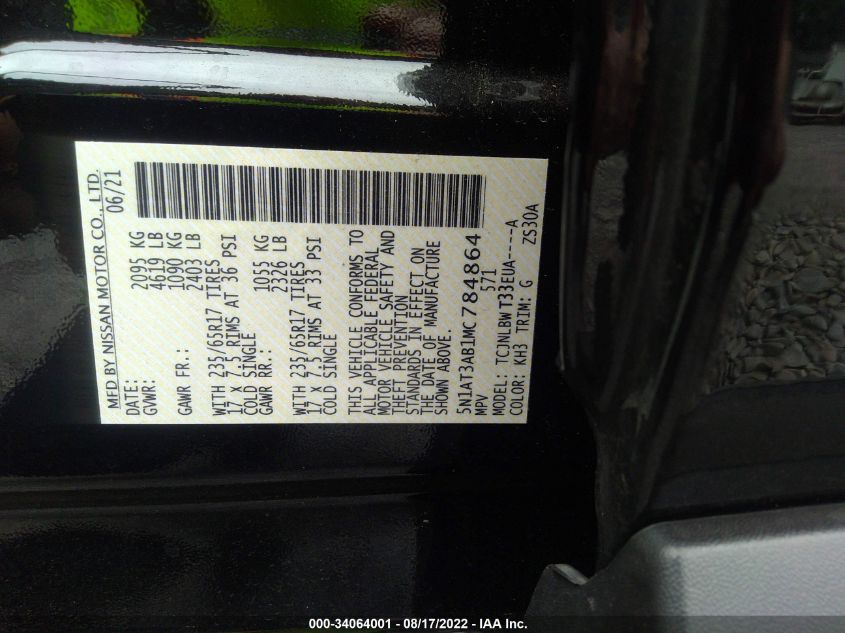 MFD BY NISSAN MOTOR CO., LTD.
DATE: 06/21
GVWR: 2095 KG
4619 LB
GAWR FR.: 1090 KG
2403 LB
WITH 235/65R17 TIRES
17 X 7.5 RIMS AT 36 PSI
COLD SINGLE
GAWR RR.: 1055 KG
2326 LB
WITH 235/65R17 TIRES
17 X 7.5 RIMS AT 33 PSI
COLD SINGLE
THIS VEHICLE CONFORMS TO
ALL APPLICABLE FEDERAL
MOTOR VEHICLE SAFETY AND
THEFT PREVENTION
STANDARDS IN EFFECT ON
THE DATE OF MANUFACTURE
SHOWN ABOVE.
5N1AT3AB1MC784864
MPV 571
MODEL: TCJNLBW T33EUA-----A
COLOR: KH3 TRIM: G ZS30A
000-34064001 - 08/17/2022 - IAA Inc.